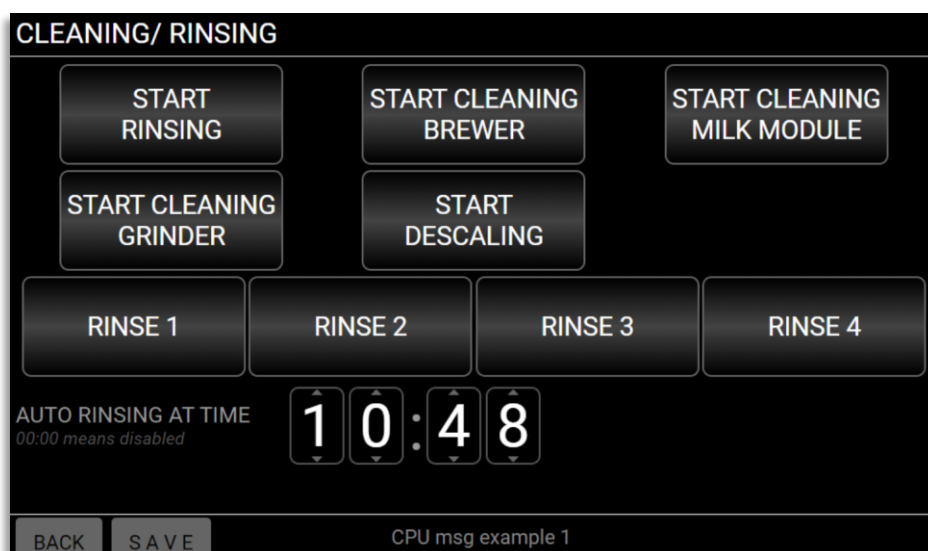 CLEANING/ RINSING
START
RINSING
START CLEANING
BREWER
START CLEANING
MILK MODULE
START CLEANING
GRINDER
START
DESCALING
RINSE 1
RINSE 2
RINSE 3
RINSE 4
AUTO RINSING AT TIME
00:00 means disabled
10:48
BACK
SAVE
CPU msg example 1